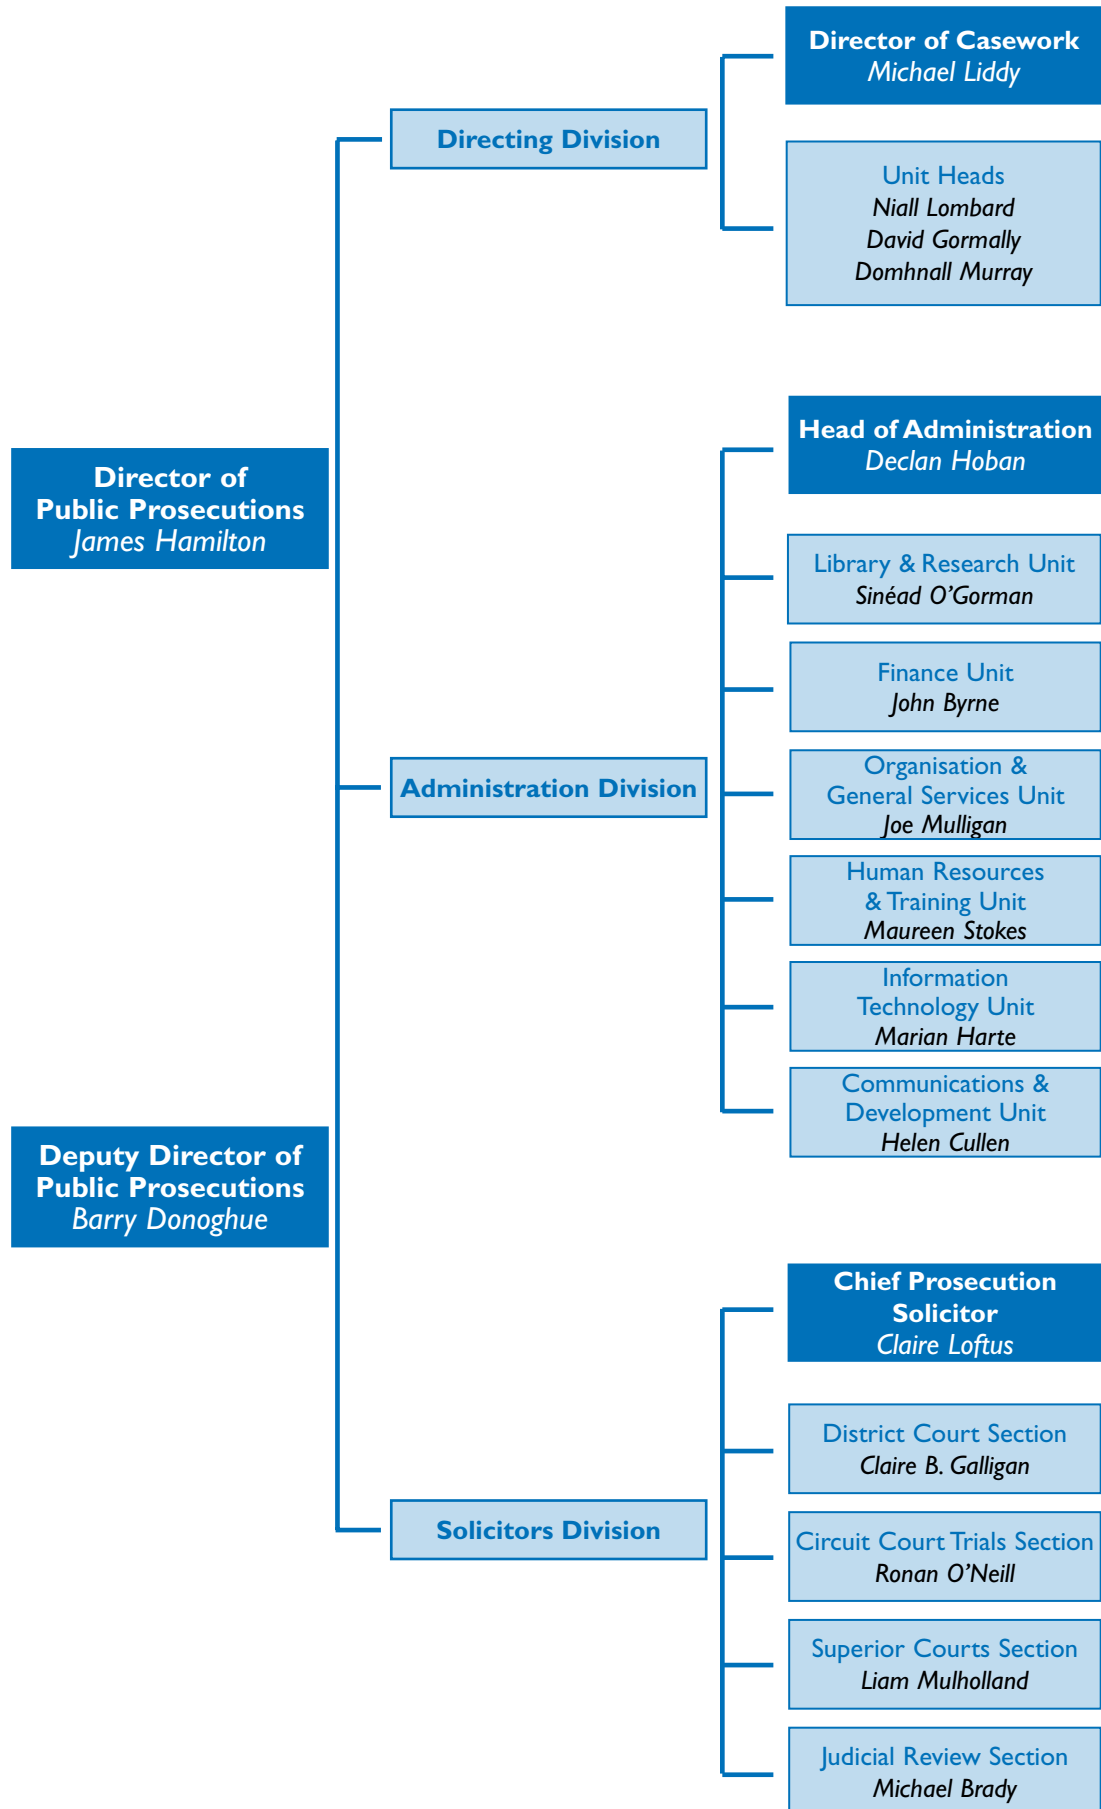 Director of
Public Prosecutions
James Hamilton
Deputy Director of
Public Prosecutions
Barry Donoghue
Directing Division
Director of Casework
Michael Liddy
Unit Heads
Niall Lombard
David Gormally
Domhnall Murray
Administration Division
Head of Administration
Declan Hoban
Library & Research Unit
Sinéad O’Gorman
Finance Unit
John Byrne
Organisation &
General Services Unit
Joe Mulligan
Human Resources
& Training Unit
Maureen Stokes
Information
Technology Unit
Marian Harte
Communications &
Development Unit
Helen Cullen
Solicitors Division
Chief Prosecution
Solicitor
Claire Loftus
District Court Section
Claire B. Galligan
Circuit Court Trials Section
Ronan O’Neill
Superior Courts Section
Liam Mulholland
Judicial Review Section
Michael Brady